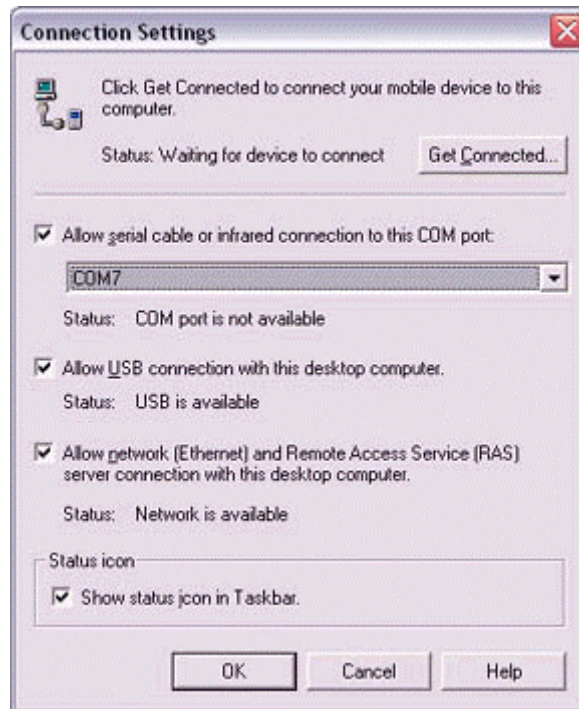 Connection Settings
Click Get Connected to connect your mobile device to this
computer.
Status: Waiting for device to connect
Get Connected...
Allow serial cable or infrared connection to this COM port:
COM7
Status: COM port is not available
Allow USB connection with this desktop computer.
Status: USB is available
Allow network (Ethernet) and Remote Access Service (RAS)
server connection with this desktop computer.
Status: Network is available
Status icon
Show status icon in Taskbar.
OK
Cancel
Help